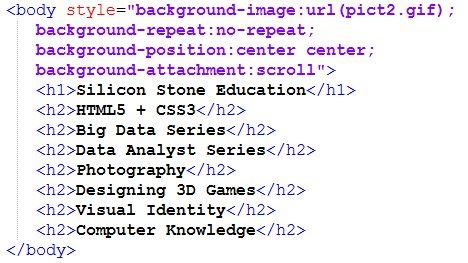 <body style="background-image:url(pict2.gif);
background-repeat:no-repeat;
background-position:center center;
background-attachment:scroll">
<h1>Silicon Stone Education</h1>
<h2>HTML5 + CSS3</h2>
<h2>Big Data Series</h2>
<h2>Data Analyst Series</h2>
<h2>Photography</h2>
<h2>Designing 3D Games</h2>
<h2>Visual Identity</h2>
<h2>Computer Knowledge</h2>
</body>